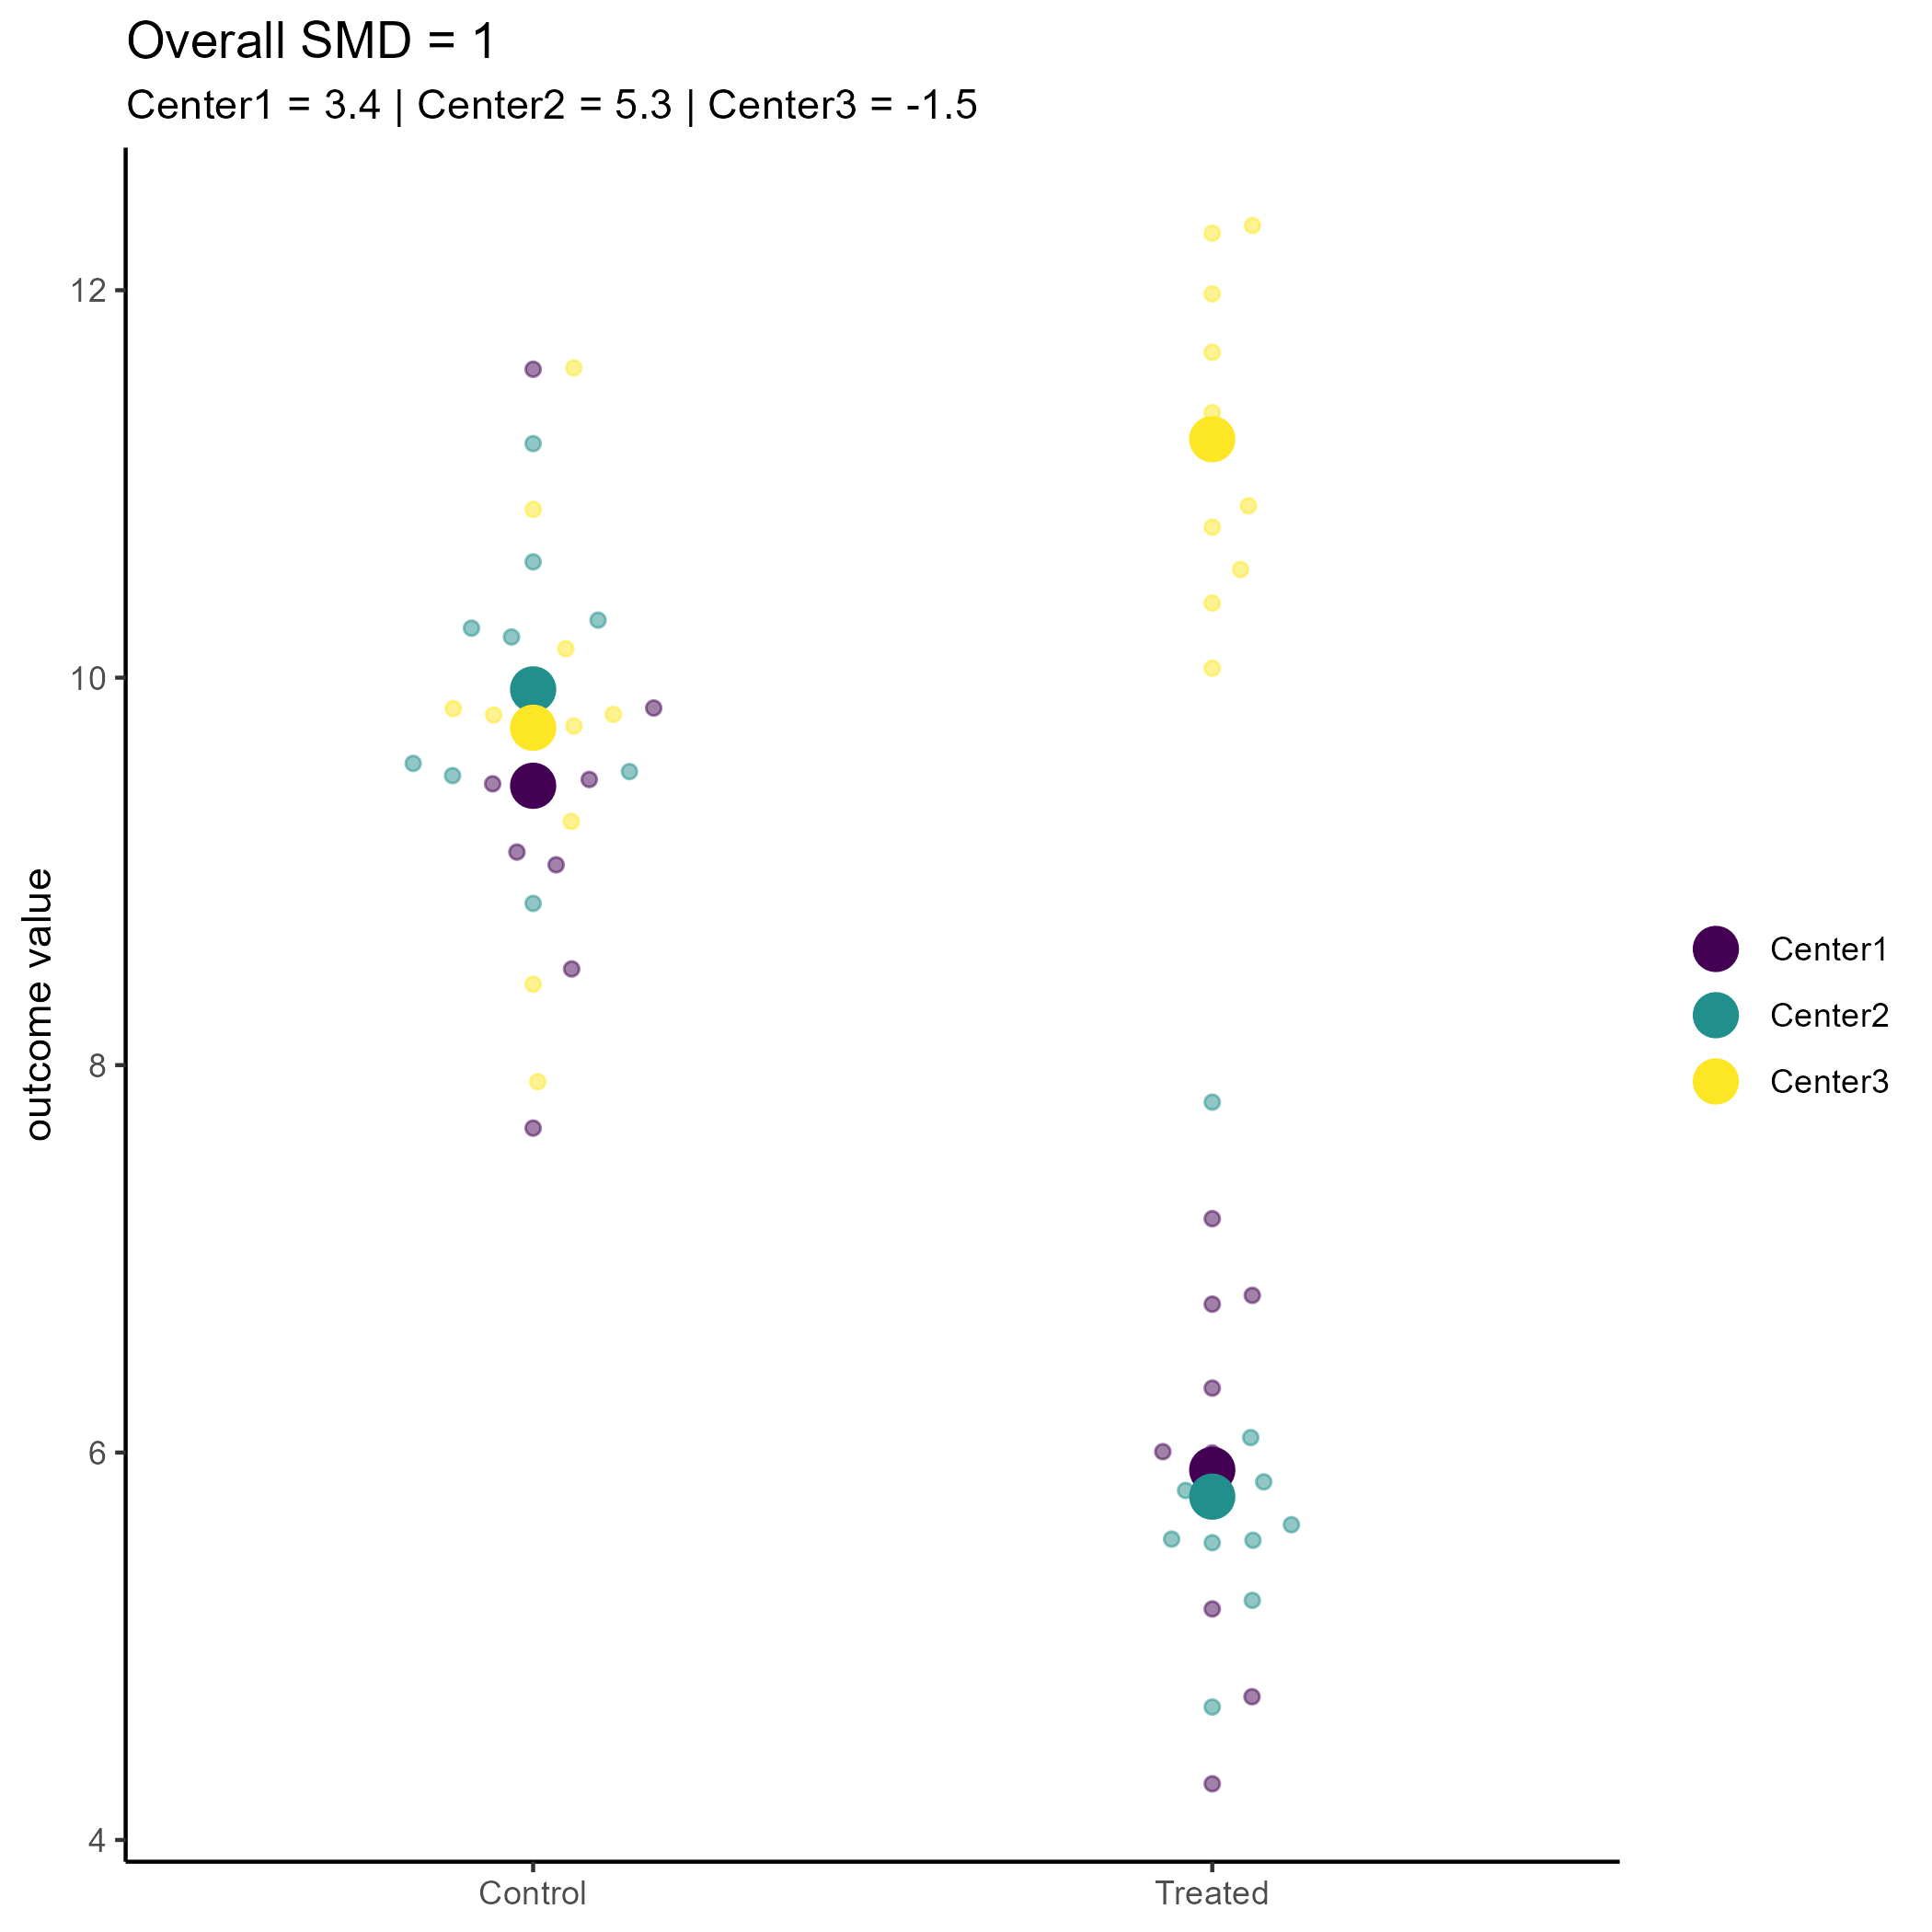 Overall SMD = 1
Center1 = 3.4 | Center2 = 5.3 | Center3 = -1.5
outcome value
12
10
8
6
4
Control
Treated
Center1
Center2
Center3